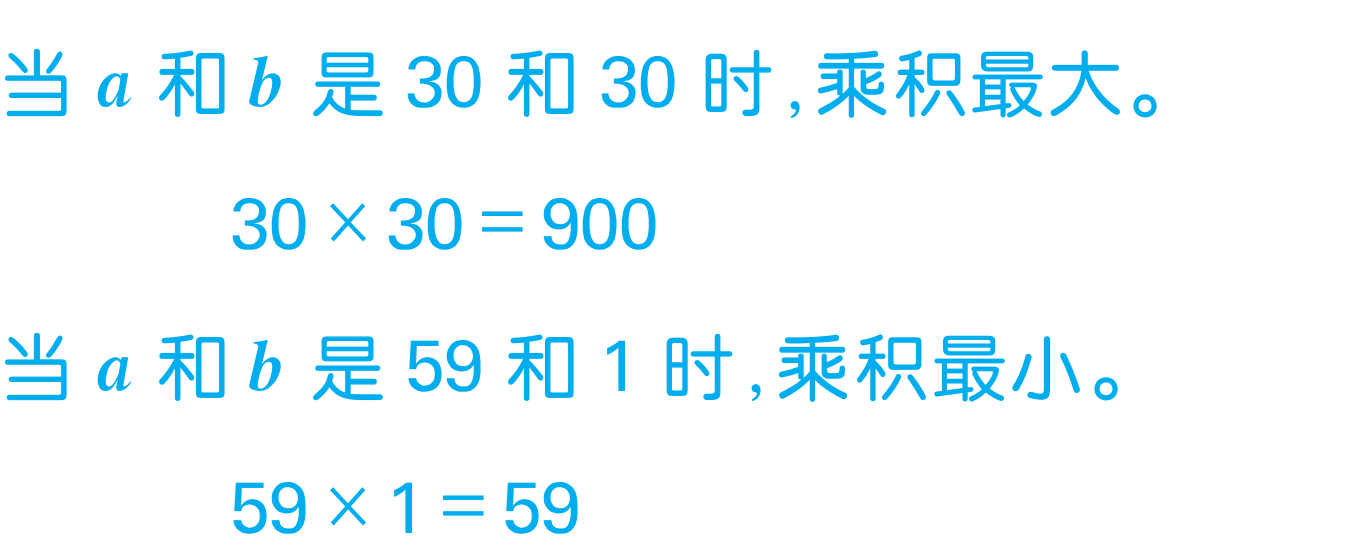 当 a 和 b 是 30 和 30 时,乘积最大。
30 × 30 = 900
当 a 和 b 是 59 和 1 时,乘积最小。
59 × 1 = 59